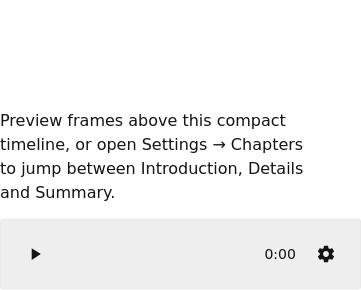 Preview frames above this compact
timeline, or open Settings → Chapters
to jump between Introduction, Details
and Summary.
0:00